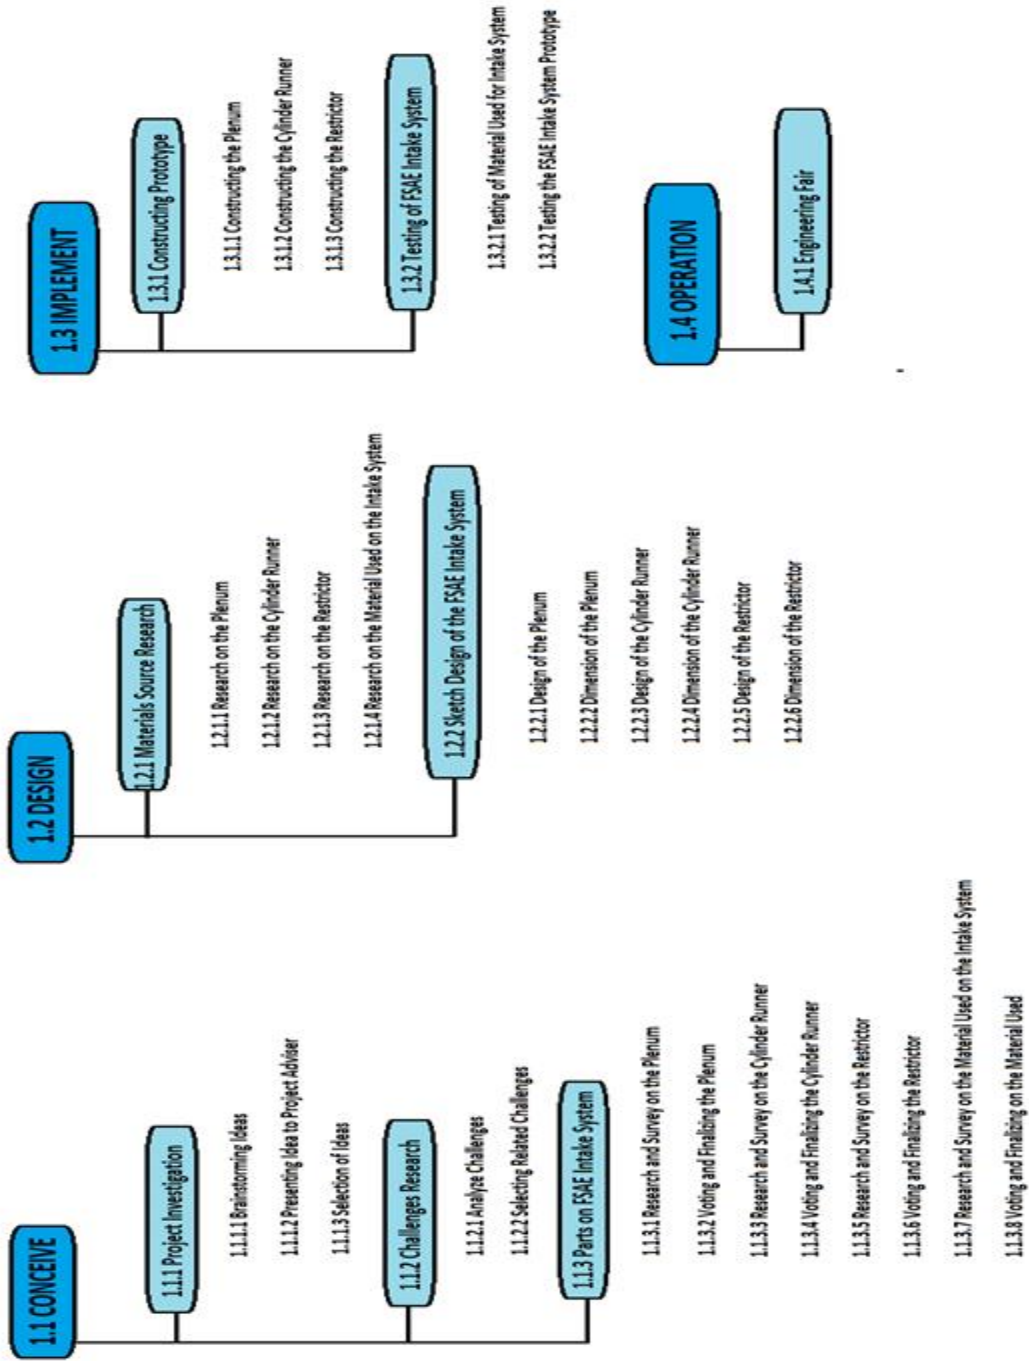 1.1 CONCEIVE
1.1.1 Project Investigation
1.1.1.1 Brainstorming Ideas
1.1.1.2 Presenting Idea to Project Adviser
1.1.1.3 Selection of Ideas
1.1.2 Challenges Research
1.1.2.1 Analyze Challenges
1.1.2.2 Selecting Related Challenges
1.1.3 Parts on FSAE Intake System
1.1.3.1 Research and Survey on the Plenum
1.1.3.2 Voting and Finalizing the Plenum
1.1.3.3 Research and Survey on the Cylinder Runner
1.1.3.4 Voting and Finalizing the Cylinder Runner
1.1.3.5 Research and Survey on the Restrictor
1.1.3.6 Voting and Finalizing the Restrictor
1.1.3.7 Research and Survey on the Material Used on the Intake System
1.1.3.8 Voting and Finalizing on the Material Used
1.2 DESIGN
1.2.1 Materials Source Research
1.2.1.1 Research on the Plenum
1.2.1.2 Research on the Cylinder Runner
1.2.1.3 Research on the Restrictor
1.2.1.4 Research on the Material Used on the Intake System
1.2.2 Sketch Design of the FSAE Intake System
1.2.2.1 Design of the Plenum
1.2.2.2 Dimension of the Plenum
1.2.2.3 Design of the Cylinder Runner
1.2.2.4 Dimension of the Cylinder Runner
1.2.2.5 Design of the Restrictor
1.2.2.6 Dimension of the Restrictor
1.3 IMPLEMENT
1.3.1 Constructing Prototype
1.3.1.1 Constructing the Plenum
1.3.1.2 Constructing the Cylinder Runner
1.3.1.3 Constructing the Restrictor
1.3.2 Testing of FSAE Intake System
1.3.2.1 Testing of Material Used for Intake System
1.3.2.2 Testing the FSAE Intake System Prototype
1.4 OPERATION
1.4.1 Engineering Fair